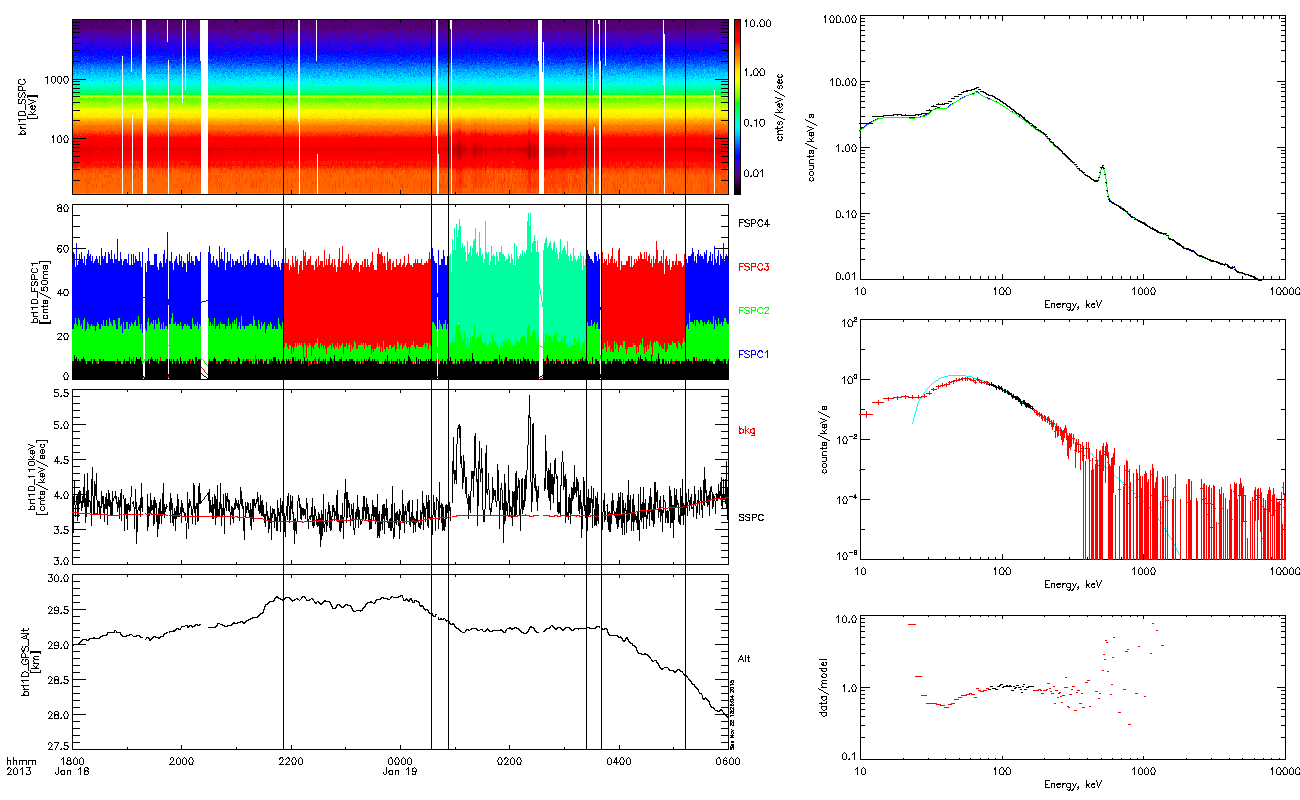 brl1D_SSPC
[keV]
1000
100
10.00
1.00
0.10
0.01
cnts/keV/sec
brl1D_FSPC1
[cnts/50ms]
80
60
40
20
0
FSPC4
FSPC3
FSPC2
FSPC1
brl1D_110keV
[cnts/keV/sec]
5.5
5.0
4.5
4.0
3.5
3.0
bkg
SSPC
brl1D_GPS_Alt
[km]
30.0
29.5
29.0
28.5
28.0
27.5
Alt
hhmm
2013
1800
Jan 18
2000
2200
0000
Jan 19
0200
0400
0600
counts/keV/s
100.00
10.00
1.00
0.10
0.01
10
100
1000
10000
Energy, keV
counts/keV/s
10^2
10^0
10^-2
10^-4
10
100
1000
10000
Energy, keV
data/model
10.0
1.0
0.1
10
100
1000
10000
Energy, keV